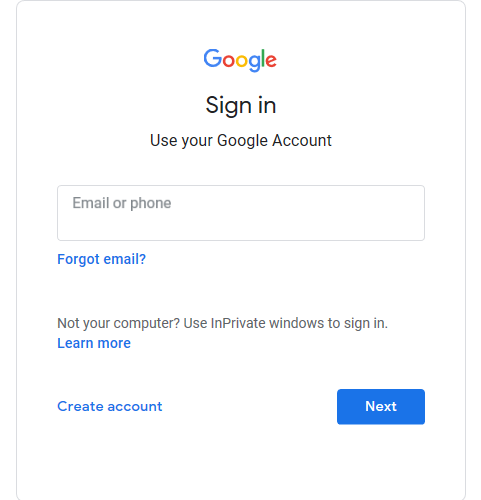 Google
Sign in
Use your Google Account
Email or phone
Forgot email?
Not your computer? Use InPrivate windows to sign in.
Learn more
Create account
Next